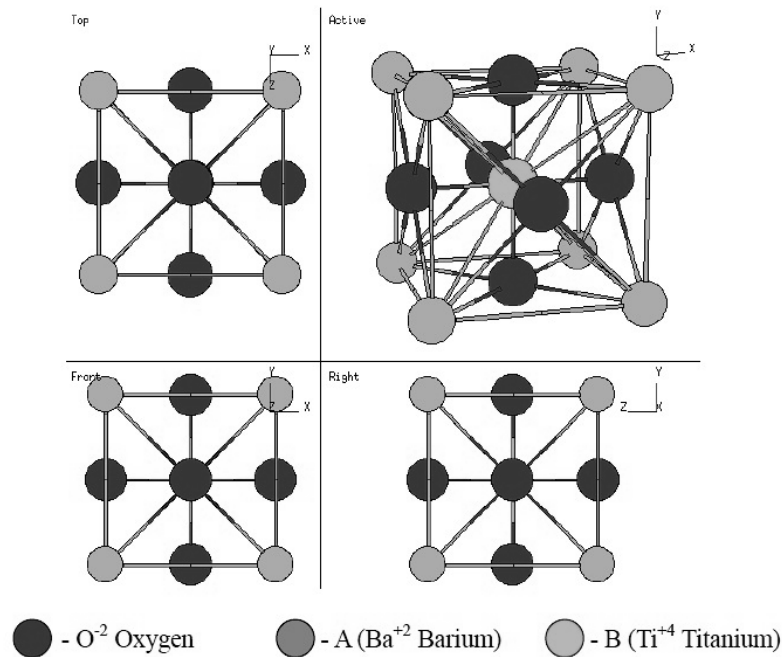 Top
Y X
Z
Active
Y
Z X
Front
Y
Z X
Right
Y
Z X
- O⁻² Oxygen - A (Ba⁺² Barium) - B (Ti⁺⁴ Titanium)